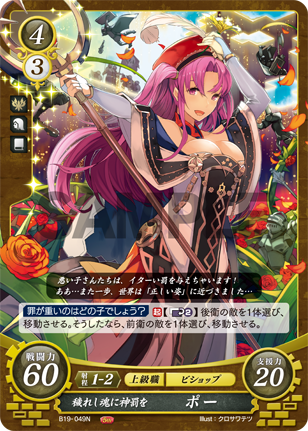 4
3
SAMPLE
悪い子さんたちは、イターい罰を与えちゃいます!
ああ…また一歩、世界は「正しい姿」に近づきました…
罪が重いのはどの子でしょう? 起 [2] 後衛の敵を1体選び、
移動させる。そうしたなら、前衛の敵を1体選び、移動させる。
戦闘力
60
射程 1-2 上級職 ビショップ
支援力
20
穢れし魂に神罰を ポー
B19-049N
Illust:クロサワテツ